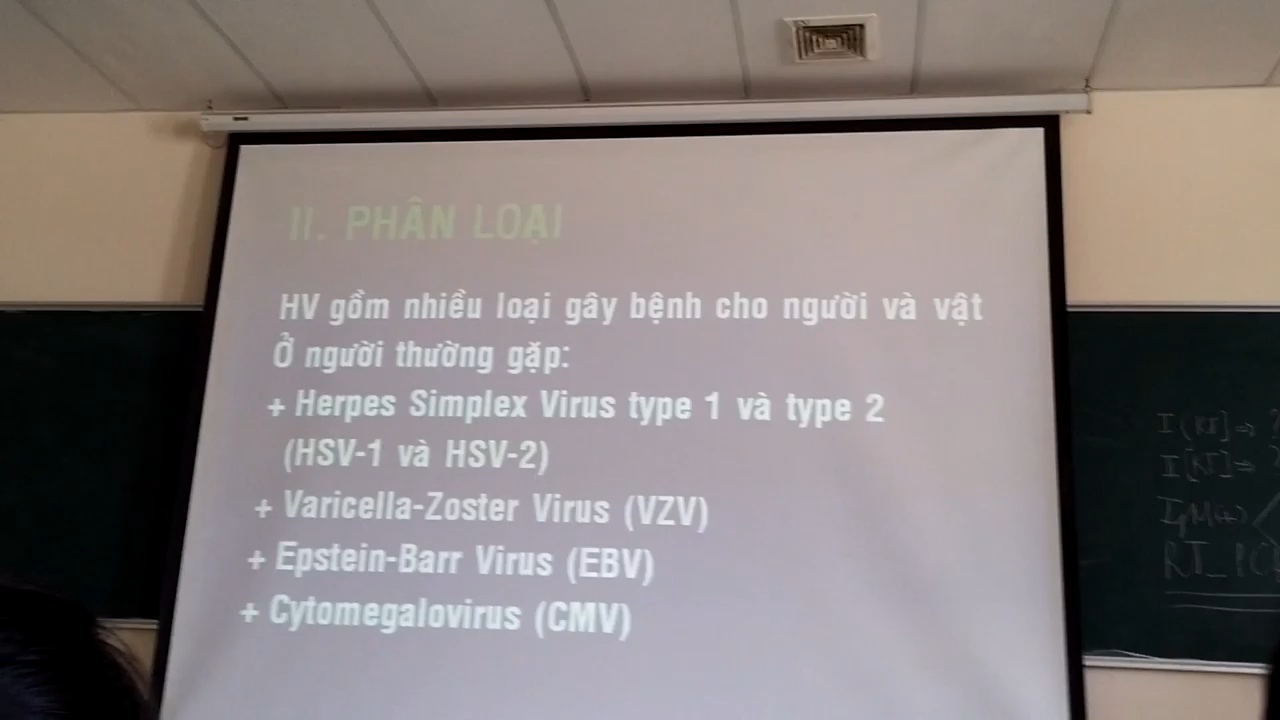 II. PHÂN LOẠI
HV gồm nhiều loại gây bệnh cho người và vật
Ở người thường gặp:
+ Herpes Simplex Virus type 1 và type 2
(HSV-1 và HSV-2)
+ Varicella-Zoster Virus (VZV)
+ Epstein-Barr Virus (EBV)
+ Cytomegalovirus (CMV)
IgM(+)